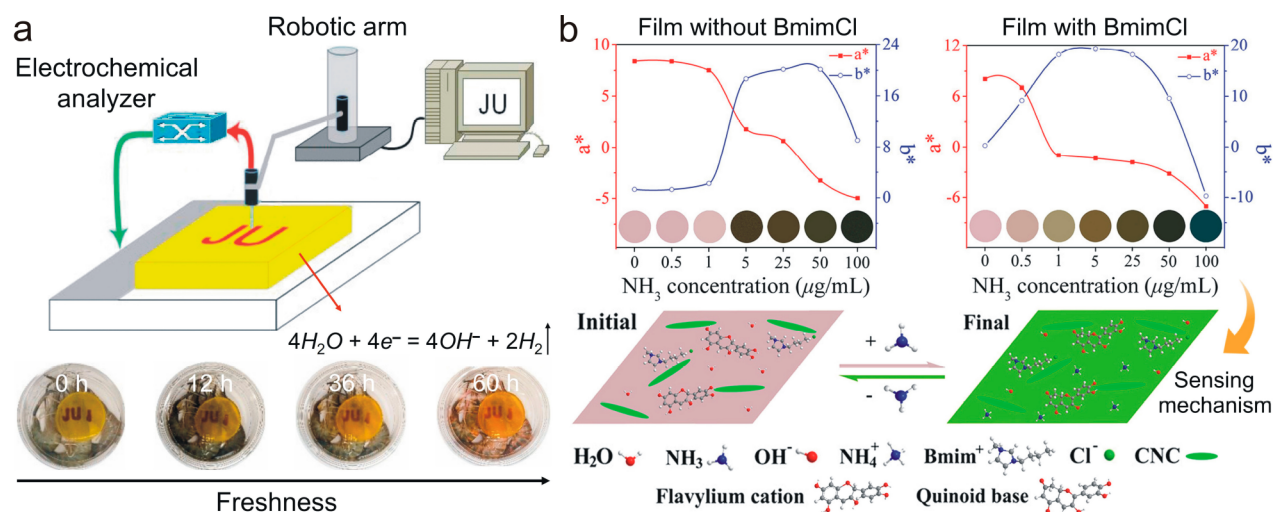 a
Robotic arm
Electrochemical
analyzer
JU
JU
4H₂O + 4e⁻ = 4OH⁻ + 2H₂
0 h
12 h
36 h
60 h
JU
JU
JU
JU
Freshness
b
Film without BmimCl
10
5
0
-5
a*
24
16
8
0
b*
a*
b*
0 0.5 1 5 25 50 100
NH₃ concentration (μg/mL)
Film with BmimCl
12
6
0
-6
a*
20
10
0
-10
b*
a*
b*
0 0.5 1 5 25 50 100
NH₃ concentration (μg/mL)
Initial
+
-
Final
Sensing
mechanism
H₂O NH₃ OH⁻ NH₄⁺ Bmim⁺ Cl⁻ CNC
Flavylium cation Quinoid base